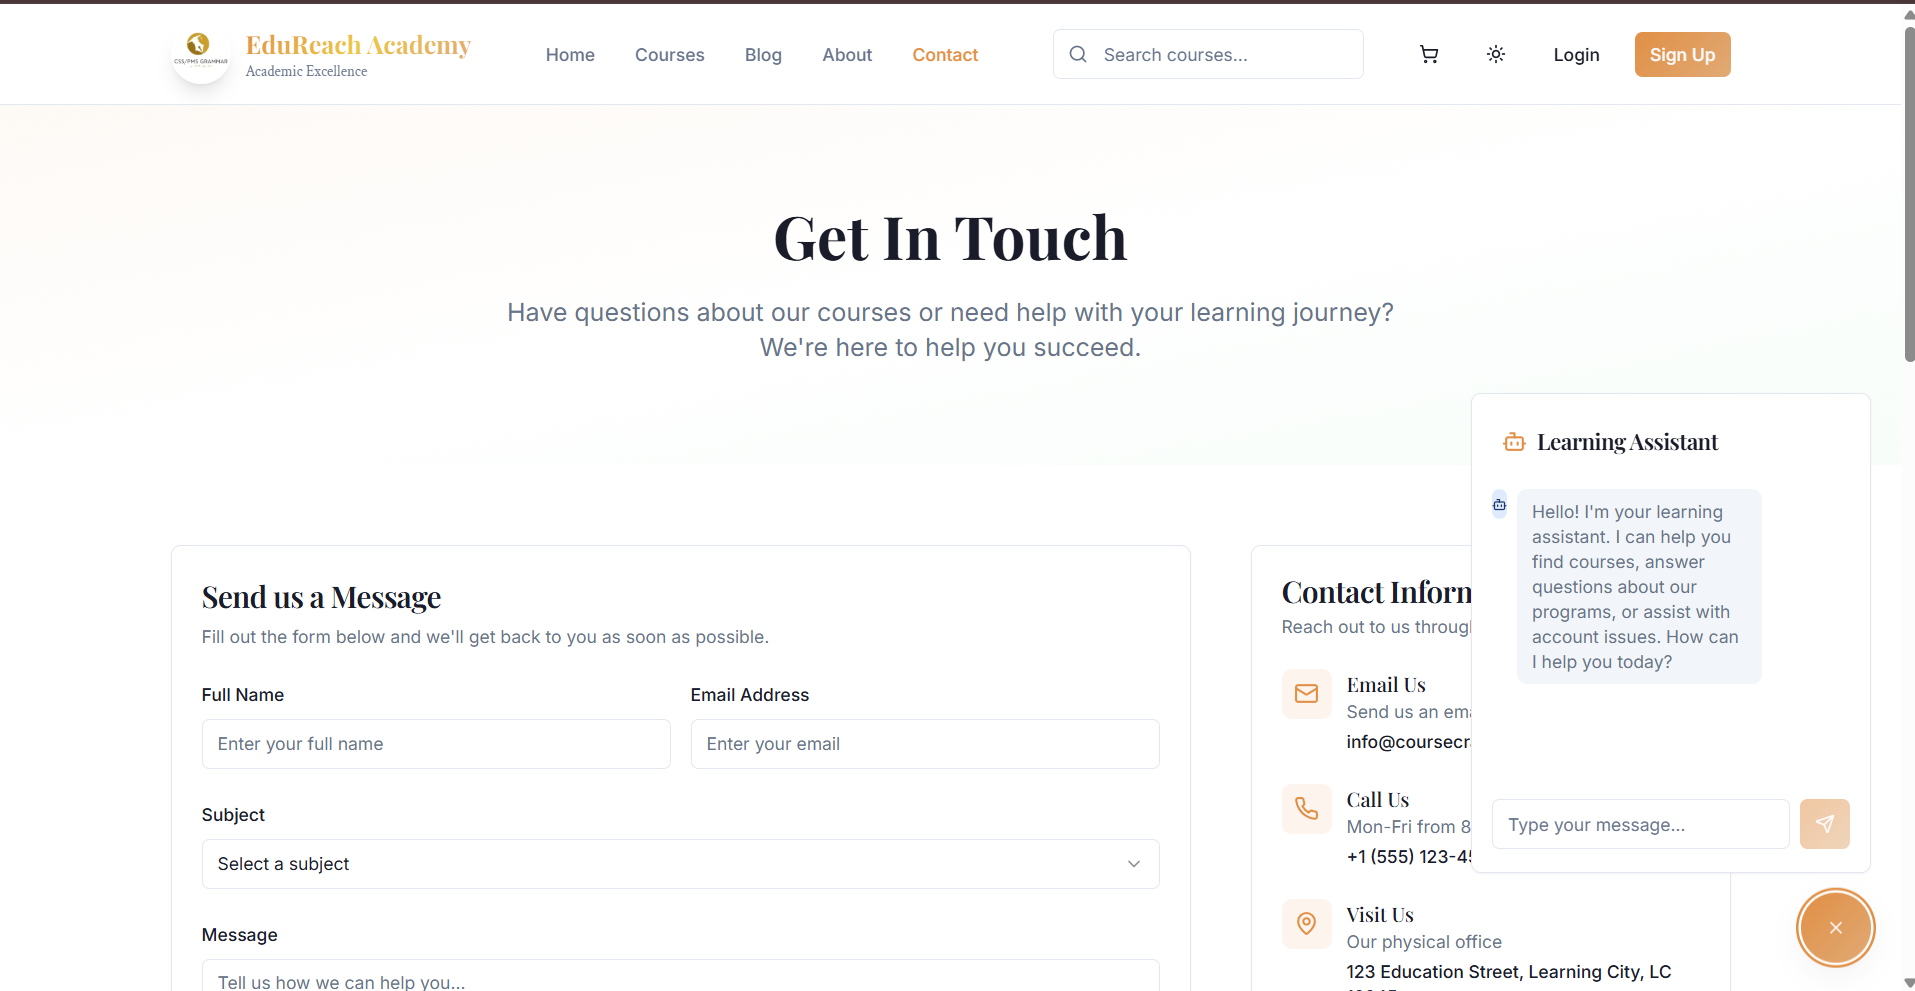 CSS/PMS GRAMMAR
EduReach Academy
Academic Excellence
Home
Courses
Blog
About
Contact
Search courses...
Login
Sign Up
Get In Touch
Have questions about our courses or need help with your learning journey?
We're here to help you succeed.
Send us a Message
Fill out the form below and we'll get back to you as soon as possible.
Full Name
Enter your full name
Email Address
Enter your email
Subject
Select a subject
Message
Tell us how we can help you...
Contact Inform
Reach out to us throug
Email Us
Send us an ema
info@coursecr
Call Us
Mon-Fri from 8
+1 (555) 123-45
Visit Us
Our physical office
123 Education Street, Learning City, LC
Learning Assistant
Hello! I'm your learning
assistant. I can help you
find courses, answer
questions about our
programs, or assist with
account issues. How can
I help you today?
Type your message...